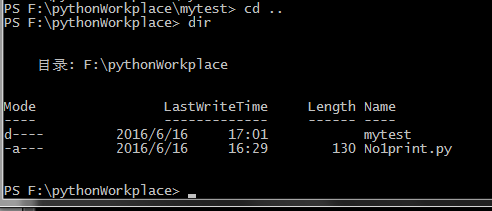 PS F:\pythonWorkplace\mytest> cd ..
PS F:\pythonWorkplace> dir
目录: F:\pythonWorkplace
Mode LastWriteTime Length Name
---- ------------- ------ ----
d---- 2016/6/16 17:01 mytest
-a--- 2016/6/16 16:29 130 No1print.py
PS F:\pythonWorkplace>